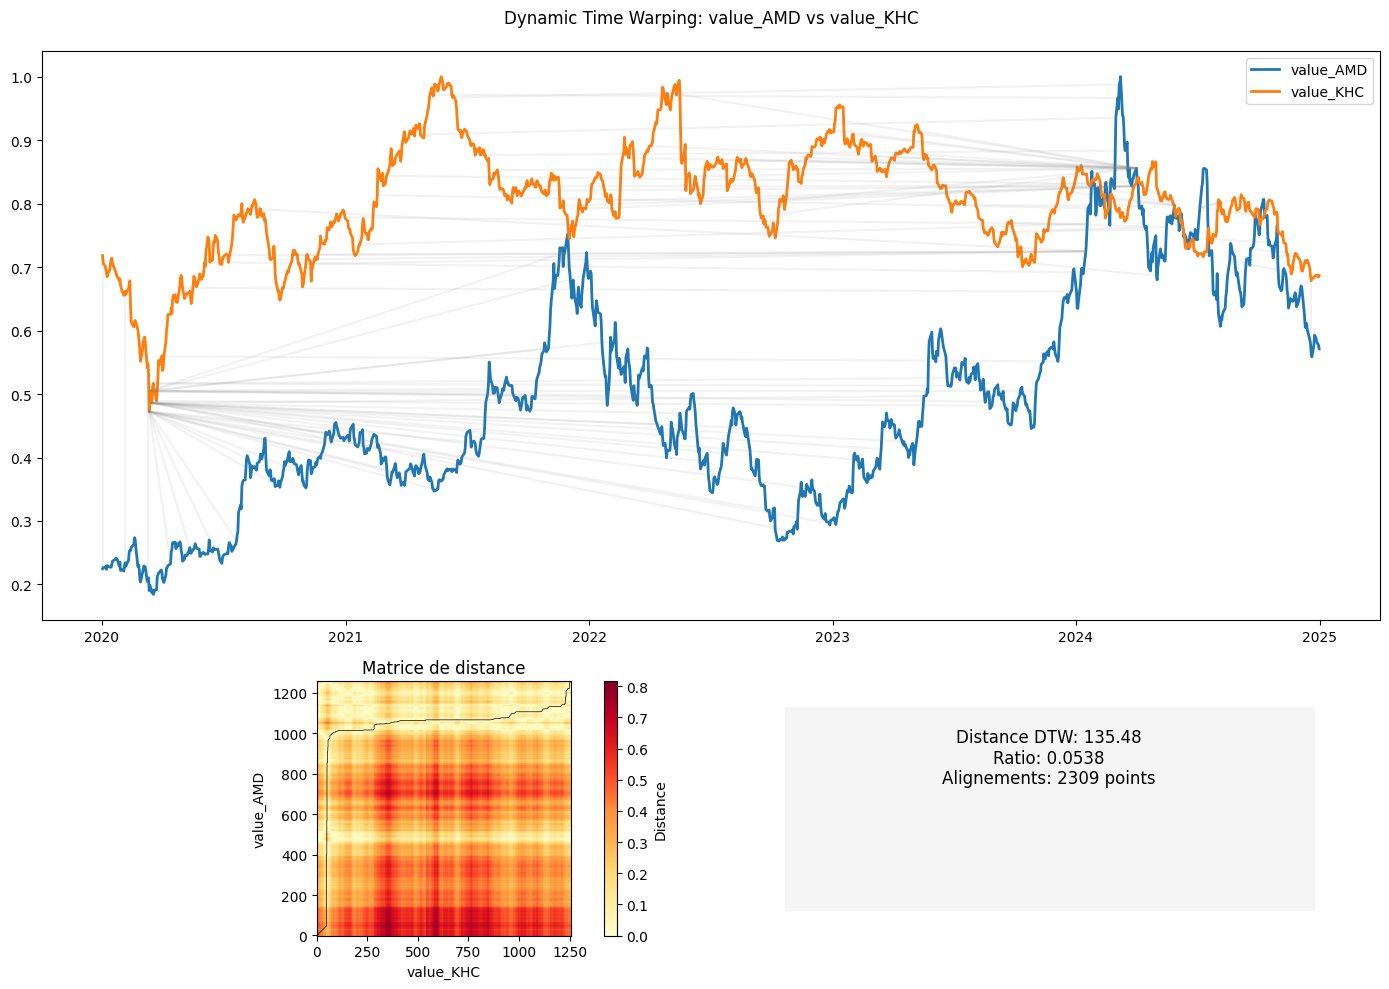 Dynamic Time Warping: value_AMD vs value_KHC
value_AMD
value_KHC
1.0
0.9
0.8
0.7
0.6
0.5
0.4
0.3
0.2
2020 2021 2022 2023 2024 2025
Matrice de distance
value_AMD
1200
1000
800
600
400
200
0
0 250 500 750 1000 1250
value_KHC
0.8
0.7
0.6
0.5
0.4
0.3
0.2
0.1
0.0
Distance
Distance DTW: 135.48
Ratio: 0.0538
Alignements: 2309 points